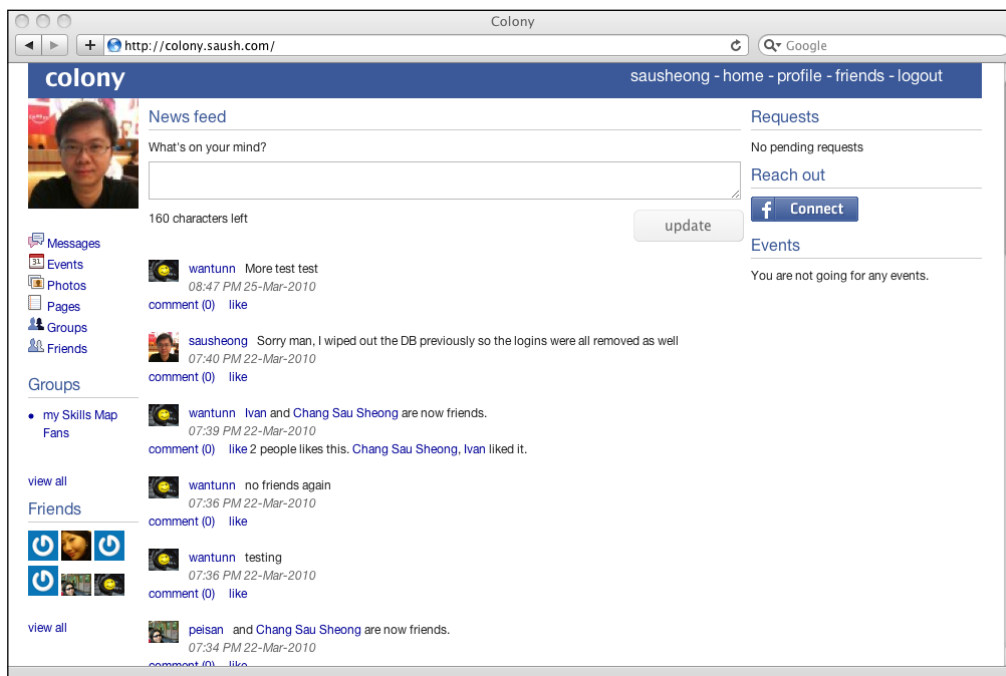 Colony
http://colony.saush.com/
Google
colony
sausheong - home - profile - friends - logout
News feed
What's on your mind?
160 characters left
update
wantunn More test test
08:47 PM 25-Mar-2010
comment (0) like
sausheong Sorry man, I wiped out the DB previously so the logins were all removed as well
07:40 PM 22-Mar-2010
comment (0) like
wantunn Ivan and Chang Sau Sheong are now friends.
07:39 PM 22-Mar-2010
comment (0) like 2 people likes this. Chang Sau Sheong, Ivan liked it.
wantunn no friends again
07:36 PM 22-Mar-2010
comment (0) like
wantunn testing
07:36 PM 22-Mar-2010
comment (0) like
peisan and Chang Sau Sheong are now friends.
07:34 PM 22-Mar-2010
comment (0) like
Messages
31
Events
Photos
Pages
Groups
Friends
Groups
my Skills Map
Fans
view all
Friends
view all
Requests
No pending requests
Reach out
f Connect
Events
You are not going for any events.